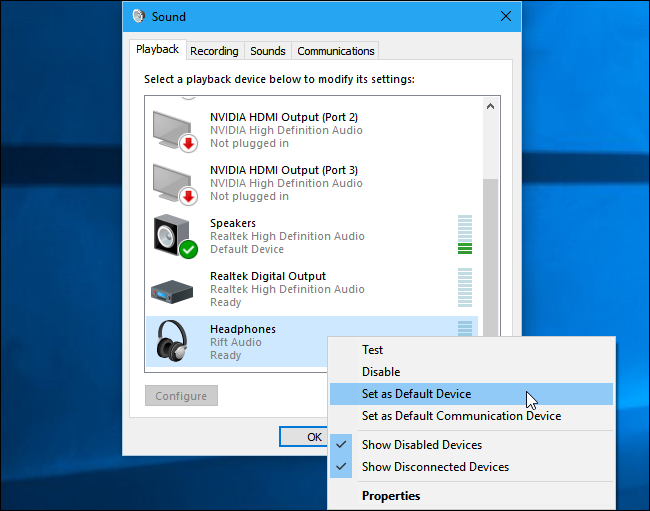 Sound
Playback Recording Sounds Communications
Select a playback device below to modify its settings:
NVIDIA HDMI Output (Port 2)
NVIDIA High Definition Audio
Not plugged in
NVIDIA HDMI Output (Port 3)
NVIDIA High Definition Audio
Not plugged in
Speakers
Realtek High Definition Audio
Default Device
Realtek Digital Output
Realtek High Definition Audio
Ready
Headphones
Rift Audio
Ready
Configure
OK
Test
Disable
Set as Default Device
Set as Default Communication Device
Show Disabled Devices
Show Disconnected Devices
Properties